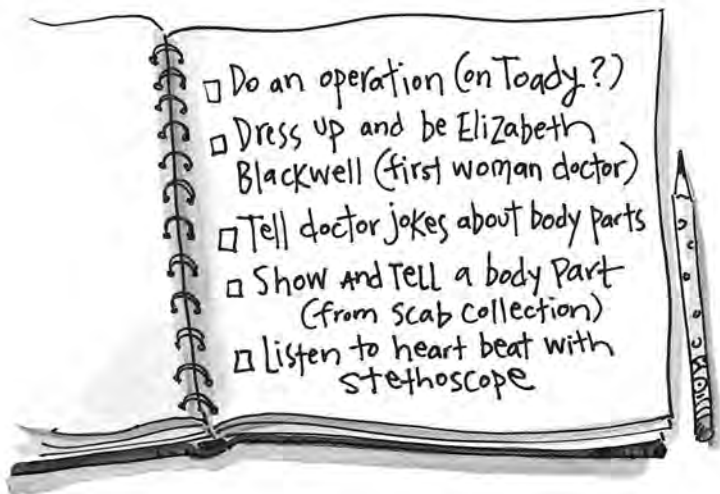 □ Do an operation (on Toady?)
□ Dress up and be Elizabeth
Blackwell (first woman doctor)
□ Tell doctor jokes about body parts
□ Show And Tell a body Part
(from scab collection)
□ Listen to heart beat with
stethoscope